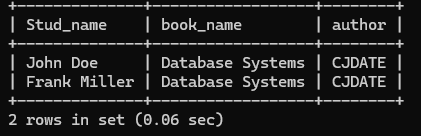 +--------------+------------------+--------+
| Stud_name    | book_name        | author |
+--------------+------------------+--------+
| John Doe     | Database Systems | CJDATE |
| Frank Miller | Database Systems | CJDATE |
+--------------+------------------+--------+
2 rows in set (0.06 sec)